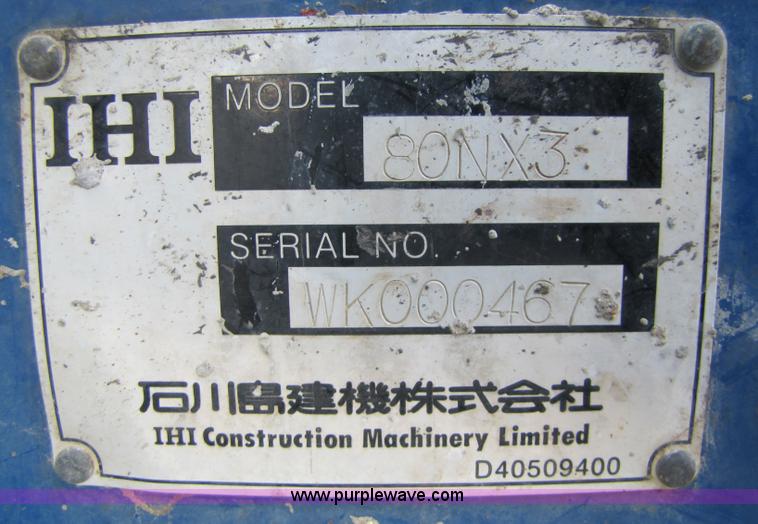 IHI
MODEL
80NX3
SERIAL NO.
WK000467
石川島建機株式会社
IHI Construction Machinery Limited
D40509400
www.purplewave.com